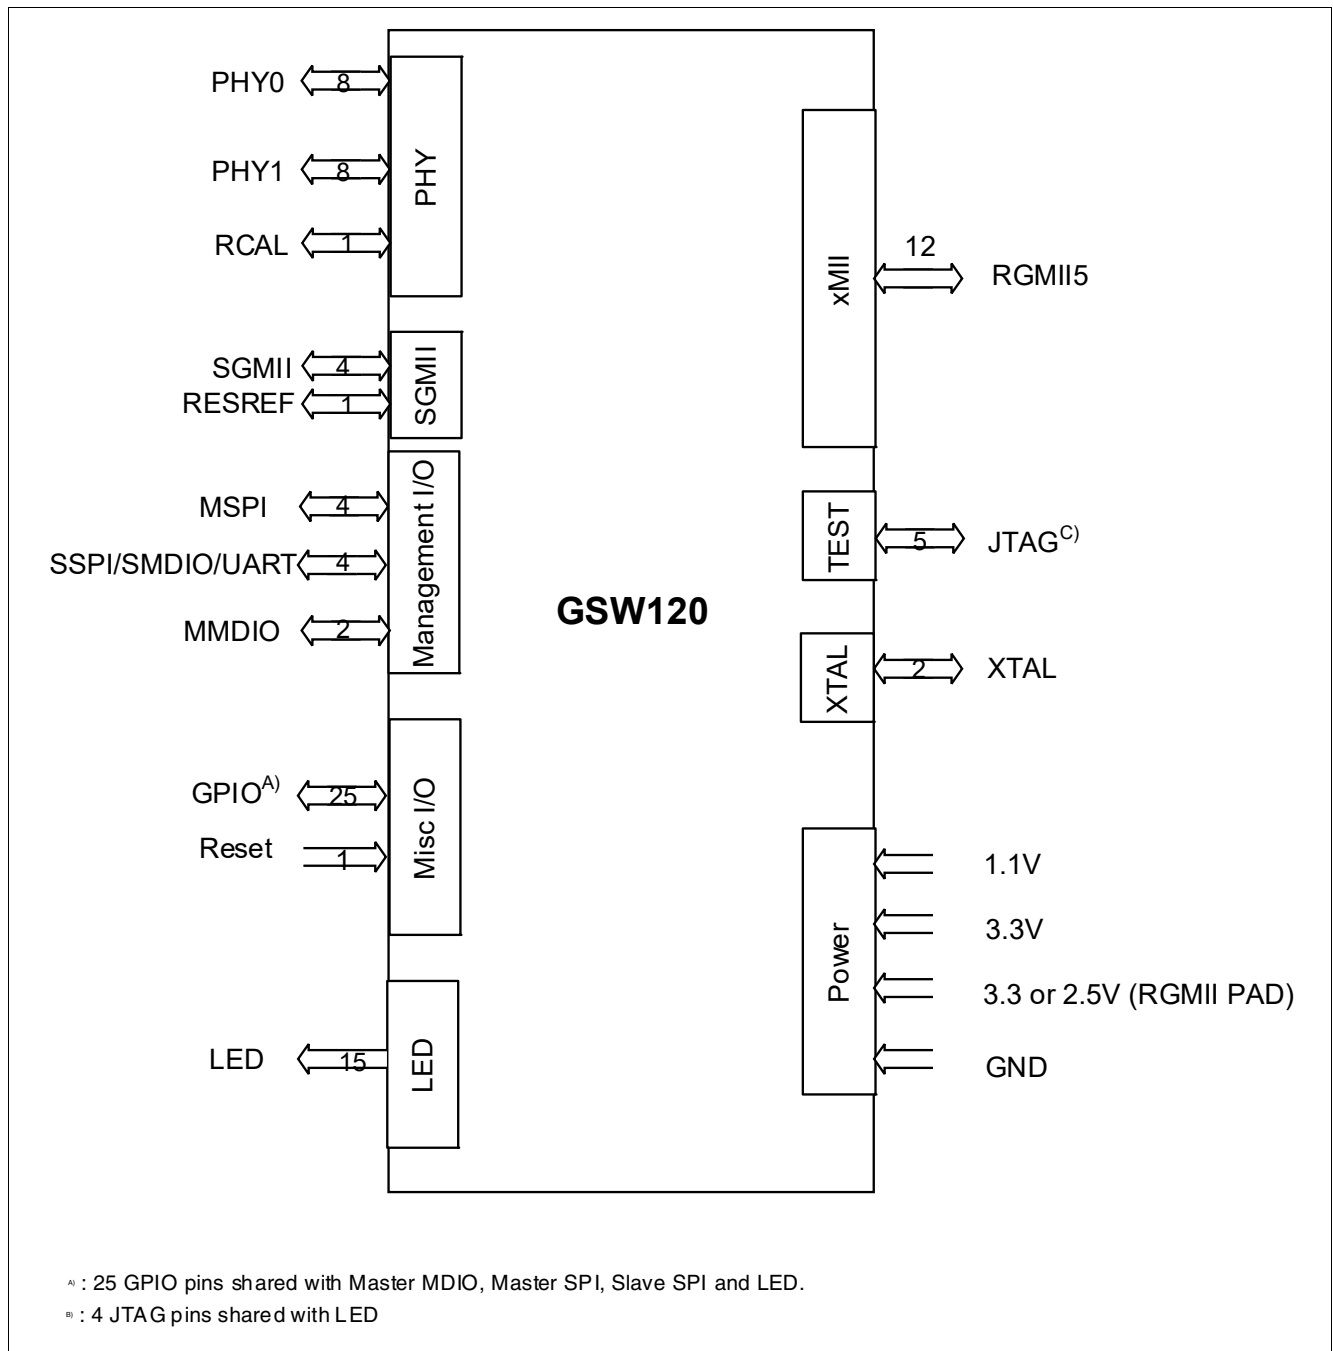 PHY0 8
PHY1 8
RCAL 1
PHY
SGMII 4
RESREF 1
SGMII
MSPI 4
SSPI/SMDIO/UART 4
MMDIO 2
Management I/O
GPIO A) 25
Reset 1
Misc I/O
LED 15
LED
GSW120
xMII
12
RGMII5
TEST
5 JTAG C)
XTAL
2 XTAL
Power
1.1V
3.3V
3.3 or 2.5V (RGMII PAD)
GND
A) : 25 GPIO pins shared with Master MDIO, Master SPI, Slave SPI and LED.
B) : 4 JTAG pins shared with LED